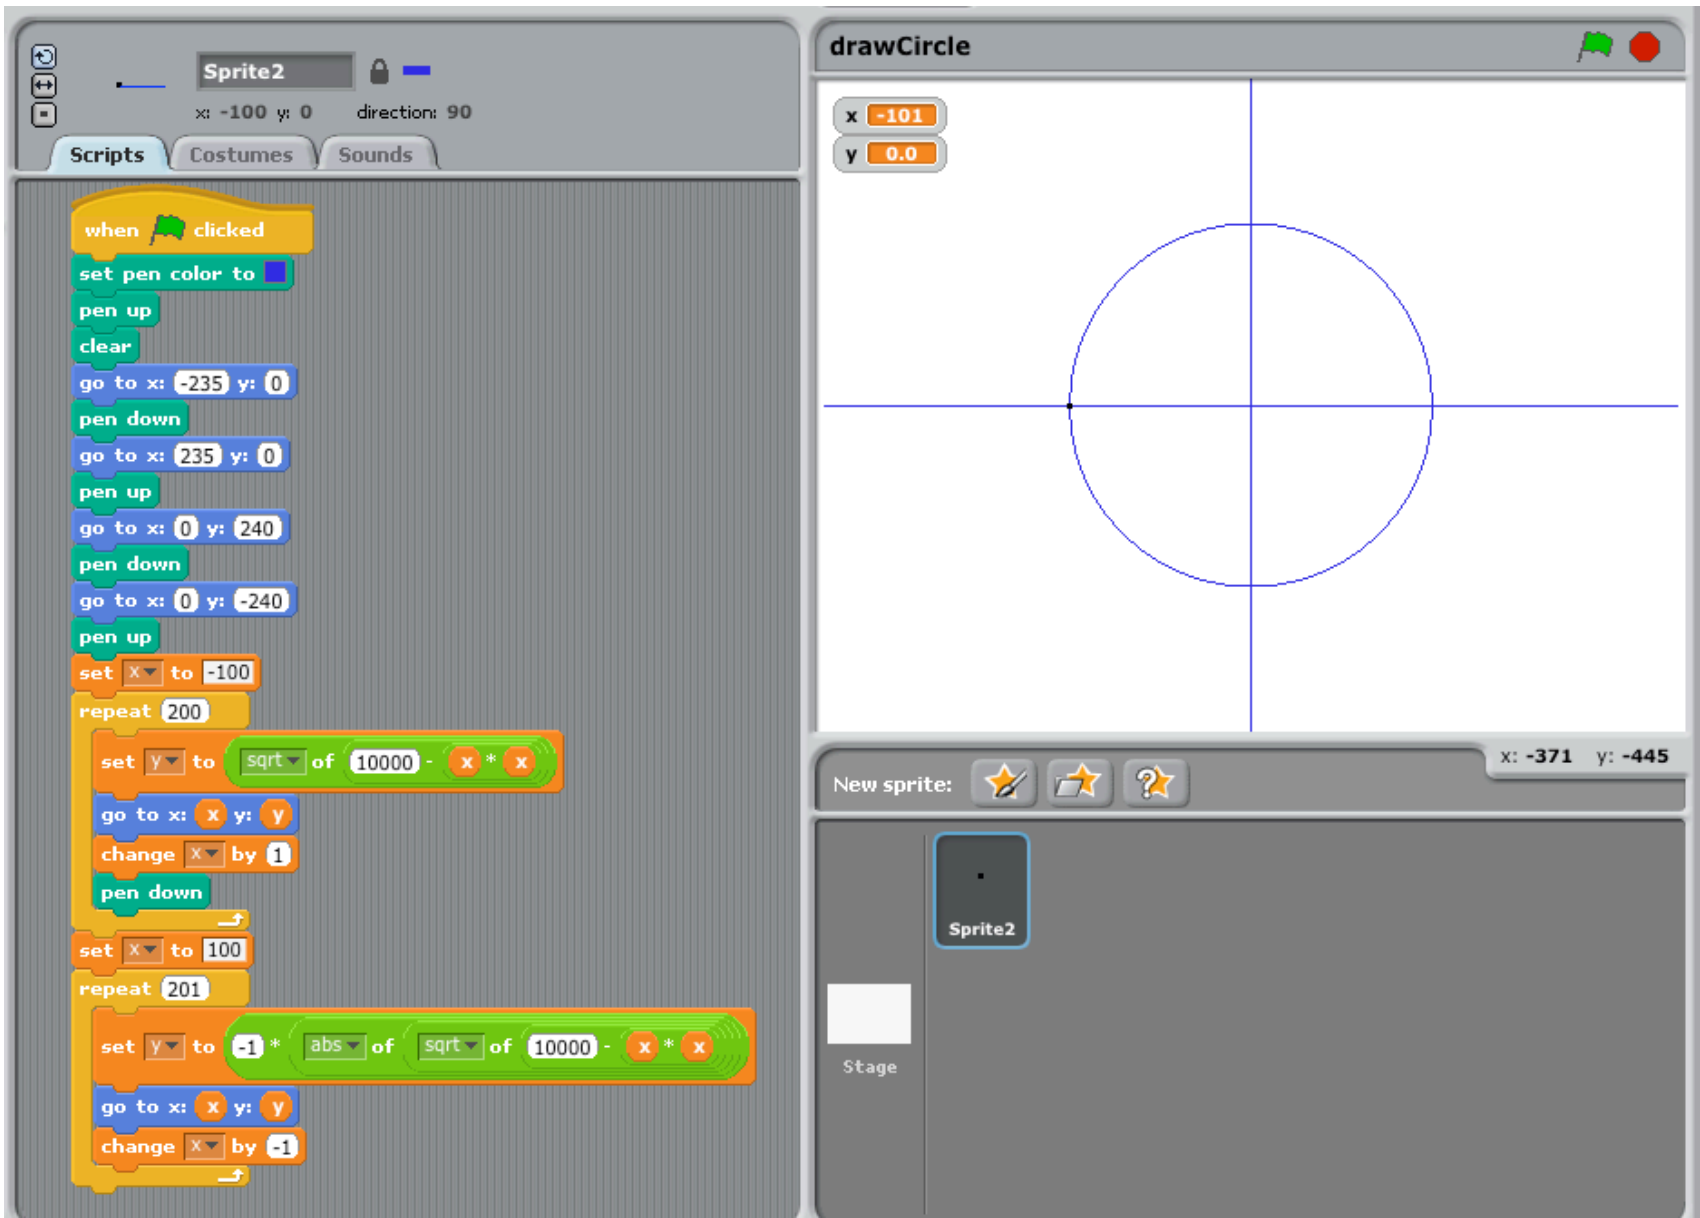 Sprite2
x: -100 y: 0 direction: 90
Scripts Costumes Sounds
when clicked
set pen color to
pen up
clear
go to x: -235 y: 0
pen down
go to x: 235 y: 0
pen up
go to x: 0 y: 240
pen down
go to x: 0 y: -240
pen up
set x to -100
repeat 200
set y to sqrt of 10000 - x * x
go to x: x y: y
change x by 1
pen down
set x to 100
repeat 201
set y to -1 * abs of sqrt of 10000 - x * x
go to x: x y: y
change x by -1
drawCircle
x -101
y 0.0
x: -371 y: -445
New sprite:
Sprite2
Stage